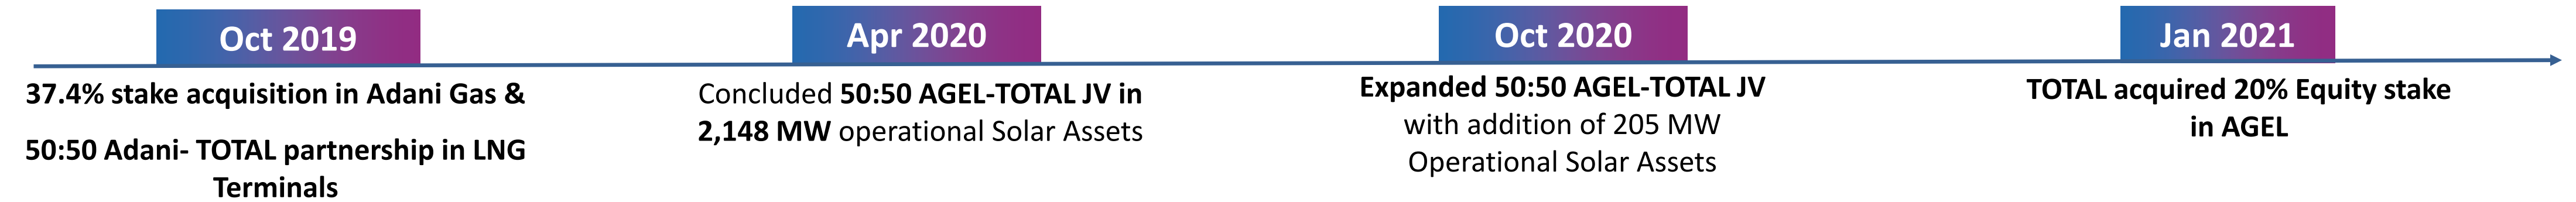 Oct 2019
37.4% stake acquisition in Adani Gas &
50:50 Adani- TOTAL partnership in LNG
Terminals
Apr 2020
Concluded 50:50 AGEL-TOTAL JV in
2,148 MW operational Solar Assets
Oct 2020
Expanded 50:50 AGEL-TOTAL JV
with addition of 205 MW
Operational Solar Assets
Jan 2021
TOTAL acquired 20% Equity stake
in AGEL